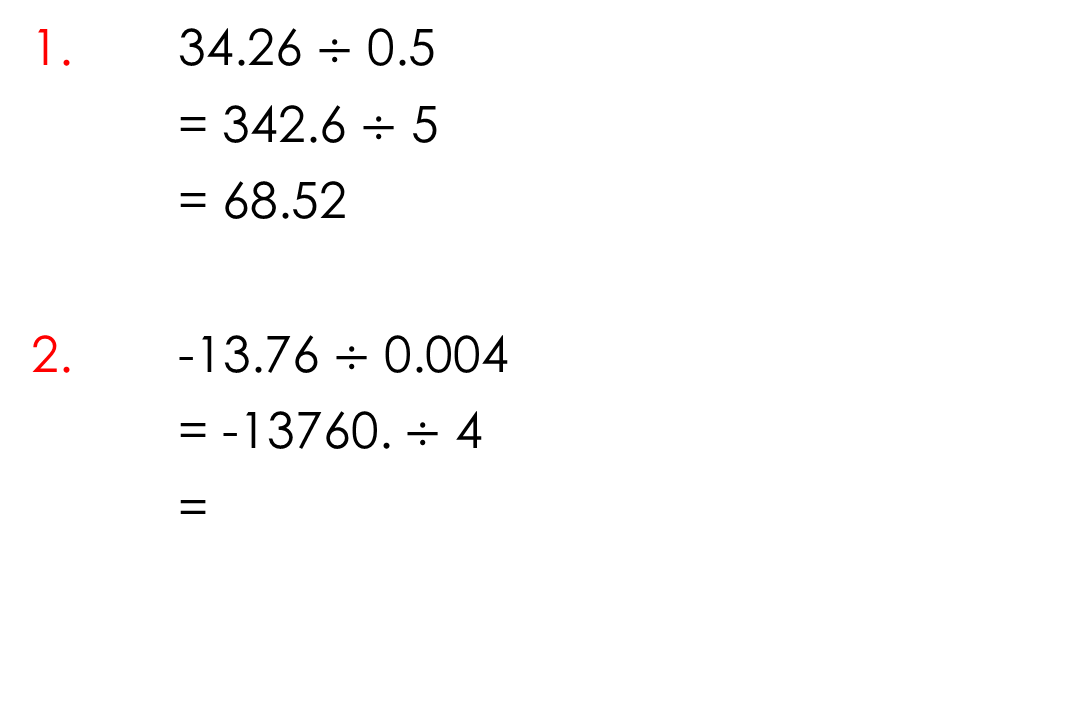 1. 34.26 ÷ 0.5
= 342.6 ÷ 5
= 68.52
2. -13.76 ÷ 0.004
= -13760. ÷ 4
=